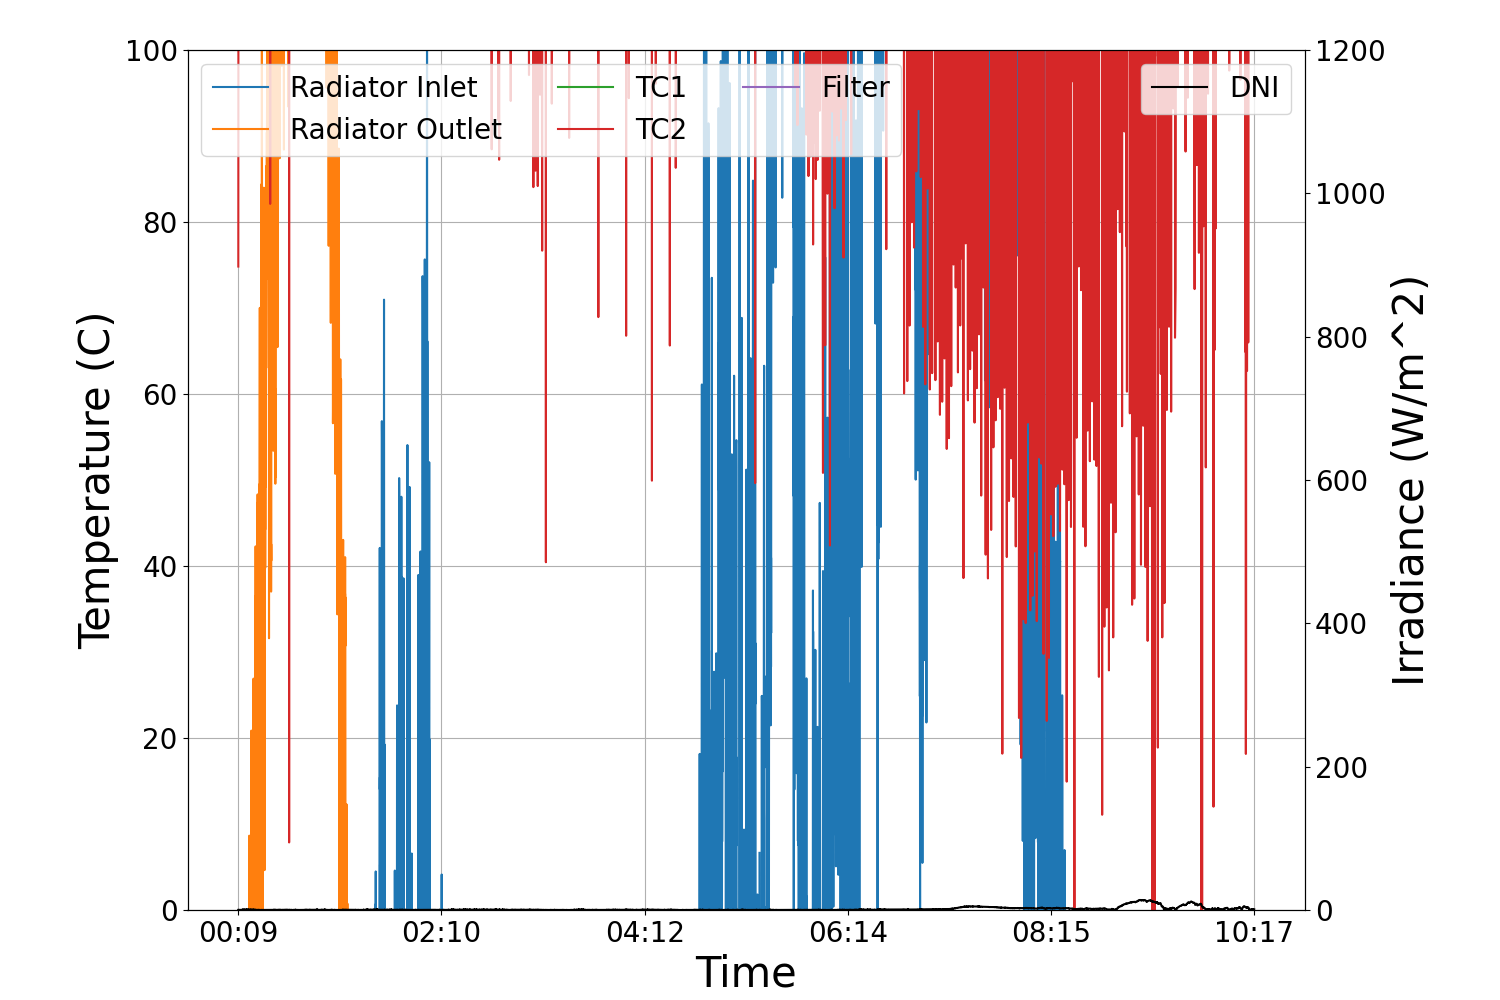 Radiator Inlet
Radiator Outlet
TC1
TC2
Filter
DNI
Temperature (C)
100
80
60
40
20
0
Irradiance (W/m^2)
1200
1000
800
600
400
200
0
00:09 02:10 04:12 06:14 08:15 10:17
Time